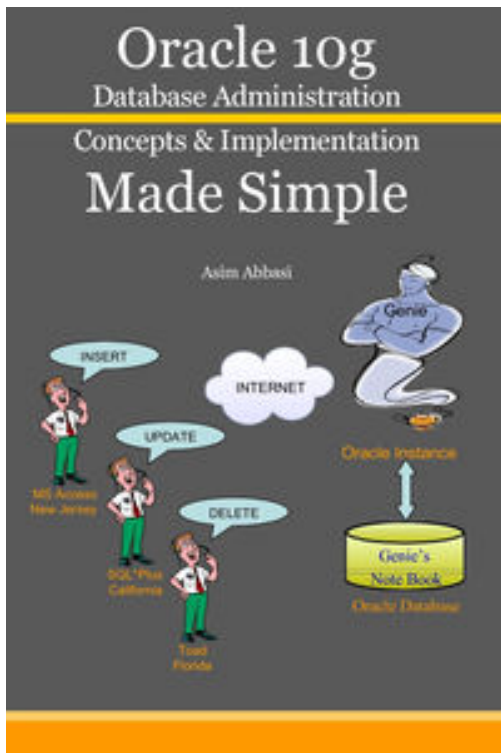 Oracle 10g
Database Administration
Concepts & Implementation
Made Simple
Asim Abbasi
Genie
INSERT
INTERNET
UPDATE
Oracle Instance
MS Access
New Jersey
DELETE
SQL*Plus
California
Genie's
Note Book
Oracle Database
Toad
Florida